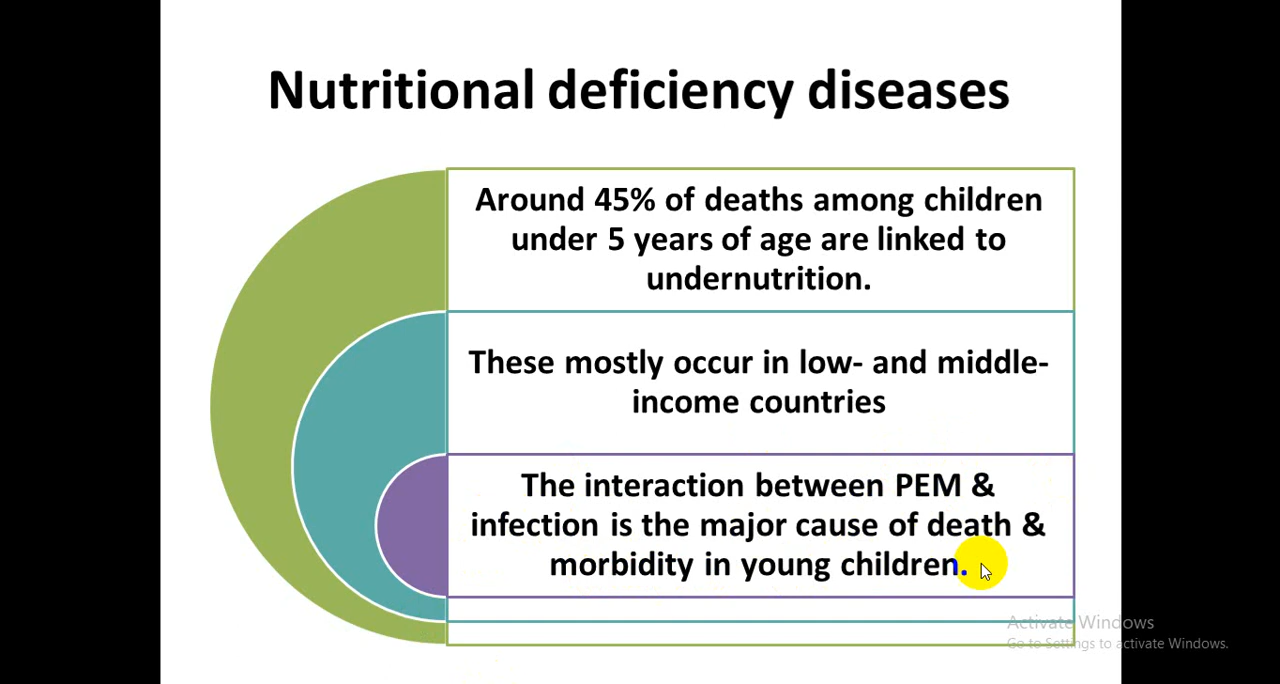 Nutritional deficiency diseases
Around 45% of deaths among children
under 5 years of age are linked to
undernutrition.
These mostly occur in low- and middle-
income countries
The interaction between PEM &
infection is the major cause of death &
morbidity in young children.
Activate Windows
Go to Settings to activate Windows.